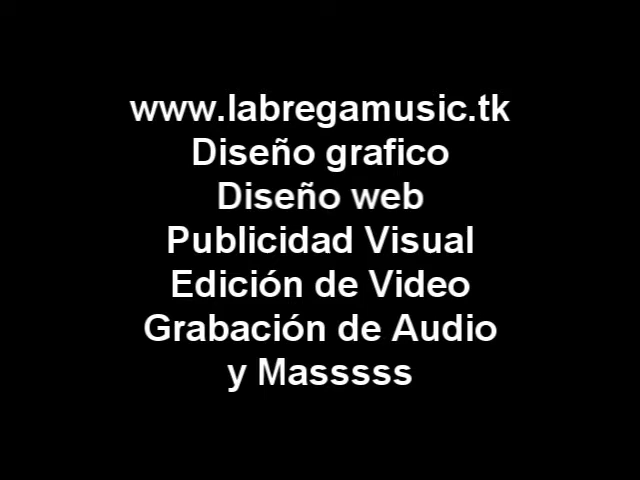 www.labregamusic.tk
Diseño grafico
Diseño web
Publicidad Visual
Edición de Video
Grabación de Audio
y Masssss